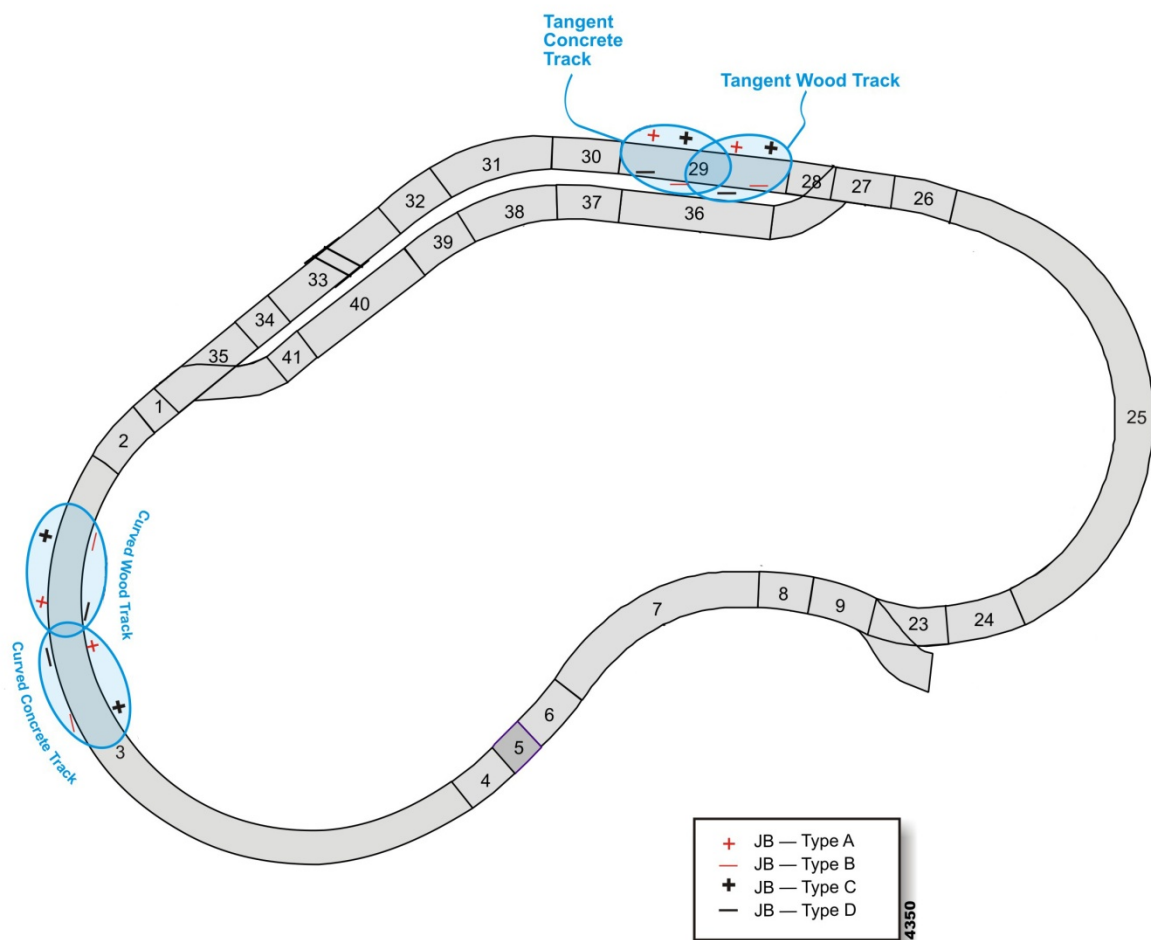 Tangent
Concrete
Track
Tangent Wood Track
31
30
29
28
27
26
32
37
36
38
39
33
40
34
35
41
1
2
25
Curved Wood Track
Curved Concrete Track
3
7
8
9
23
24
6
5
4
+ JB — Type A
— JB — Type B
+ JB — Type C
— JB — Type D
4350